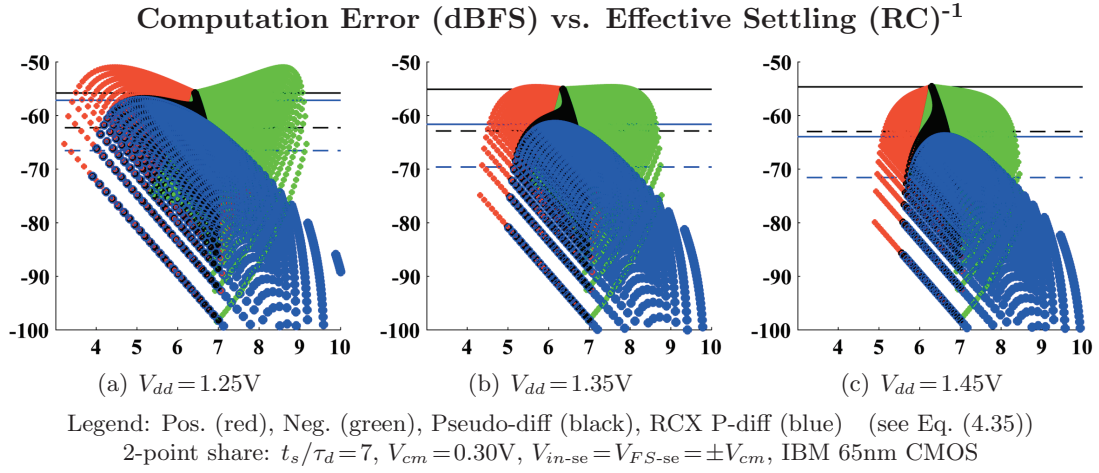 Computation Error (dBFS) vs. Effective Settling (RC)⁻¹
-50 -50 -50
-60 -60 -60
-70 -70 -70
-80 -80 -80
-90 -90 -90
-100 -100 -100
4 5 6 7 8 9 10 4 5 6 7 8 9 10 4 5 6 7 8 9 10
(a) V_dd=1.25V (b) V_dd=1.35V (c) V_dd=1.45V
Legend: Pos. (red), Neg. (green), Pseudo-diff (black), RCX P-diff (blue) (see Eq. (4.35))
2-point share: t_s/τ_d=7, V_cm=0.30V, V_in-se=V_FS-se=±V_cm, IBM 65nm CMOS